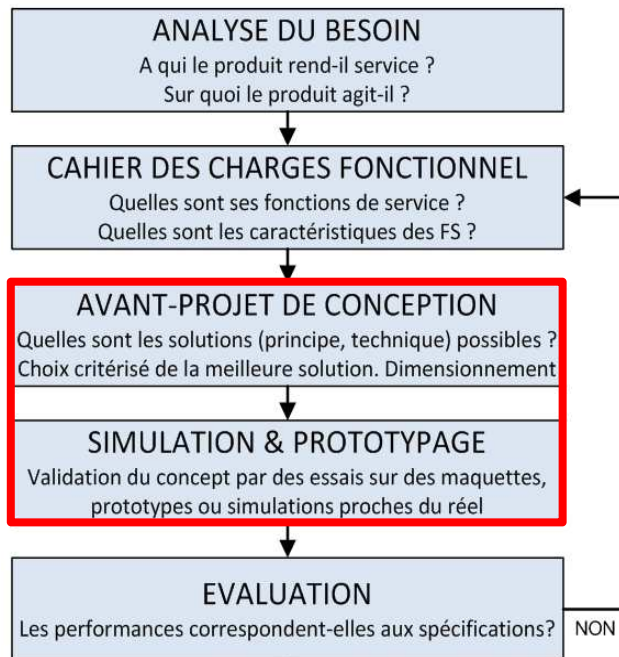 ANALYSE DU BESOIN
A qui le produit rend-il service ?
Sur quoi le produit agit-il ?
CAHIER DES CHARGES FONCTIONNEL
Quelles sont ses fonctions de service ?
Quelles sont les caractéristiques des FS ?
AVANT-PROJET DE CONCEPTION
Quelles sont les solutions (principe, technique) possibles ?
Choix critérisé de la meilleure solution. Dimensionnement
SIMULATION & PROTOTYPAGE
Validation du concept par des essais sur des maquettes,
prototypes ou simulations proches du réel
EVALUATION
Les performances correspondent-elles aux spécifications?
NON